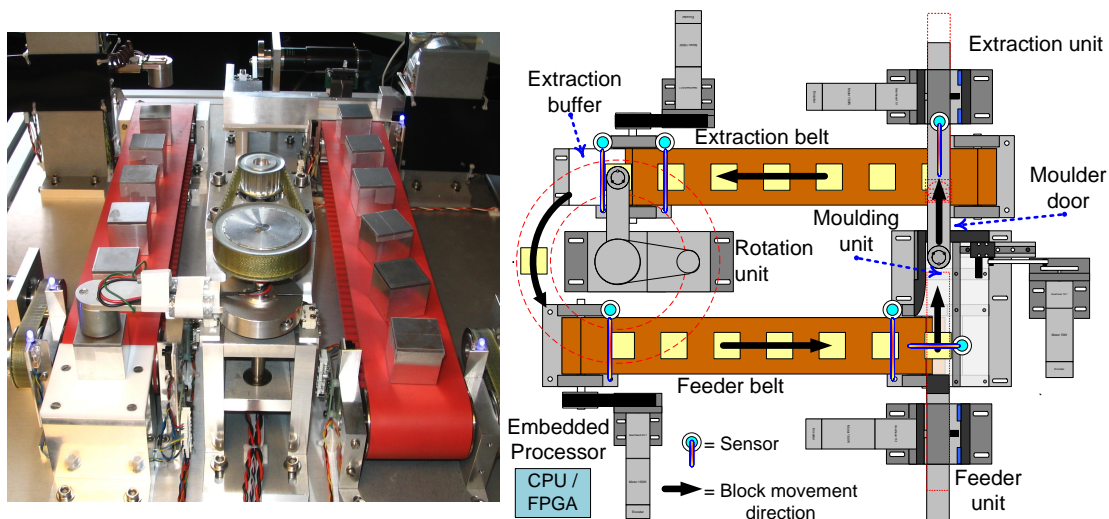 Extraction unit
Extraction
buffer
Extraction belt
Moulder
door
Moulding
unit
Rotation
unit
Feeder belt
Embedded
Processor
CPU /
FPGA
= Sensor
= Block movement
direction
Feeder
unit